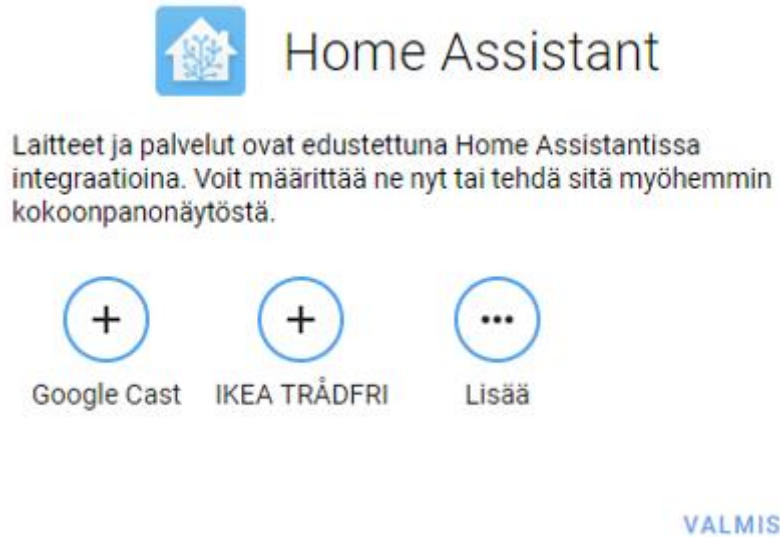 Home Assistant
Laitteet ja palvelut ovat edustettuna Home Assistantissa
integraatioina. Voit määrittää ne nyt tai tehdä sitä myöhemmin
kokoonpanonäytöstä.
Google Cast
IKEA TRÅDFRI
Lisää
VALMIS